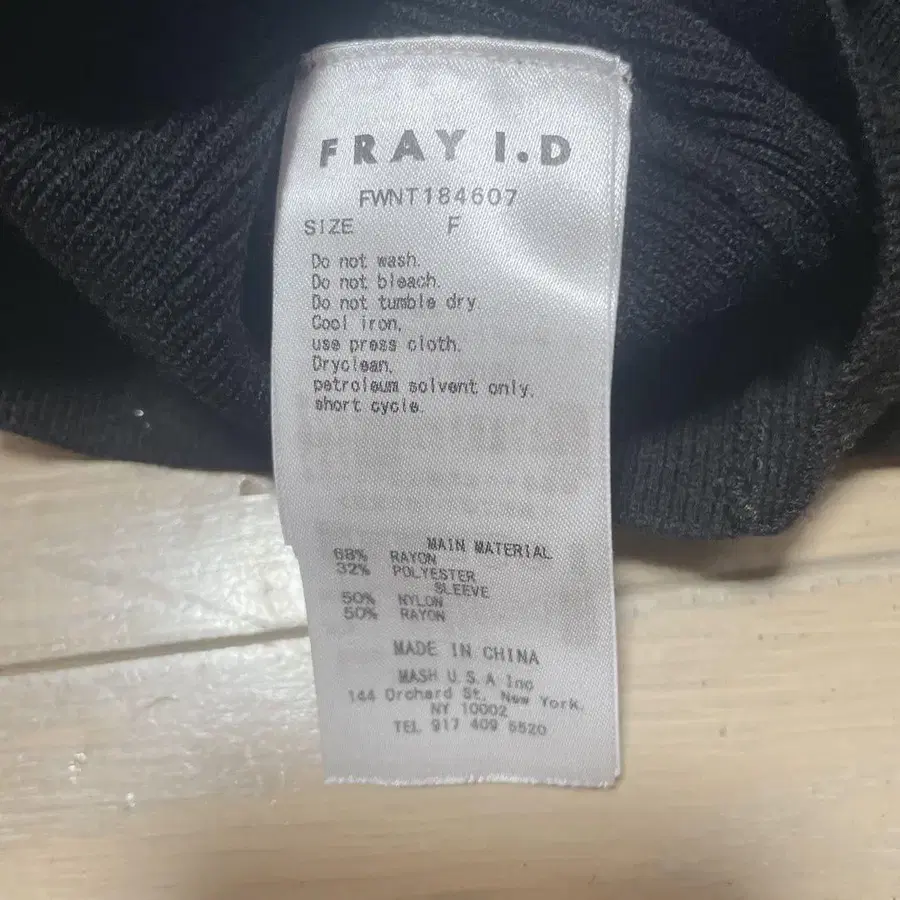 FRAY I.D
FWNT184607
SIZE F
Do not wash.
Do not bleach.
Do not tumble dry.
Cool iron,
use press cloth.
Dryclean,
petroleum solvent only,
short cycle.
MAIN MATERIAL
68% RAYON
32% POLYESTER
SLEEVE
50% NYLON
50% RAYON
MADE IN CHINA
MASH U.S.A Inc
144 Orchard St, New York,
NY 10002
TEL 917 409 5520